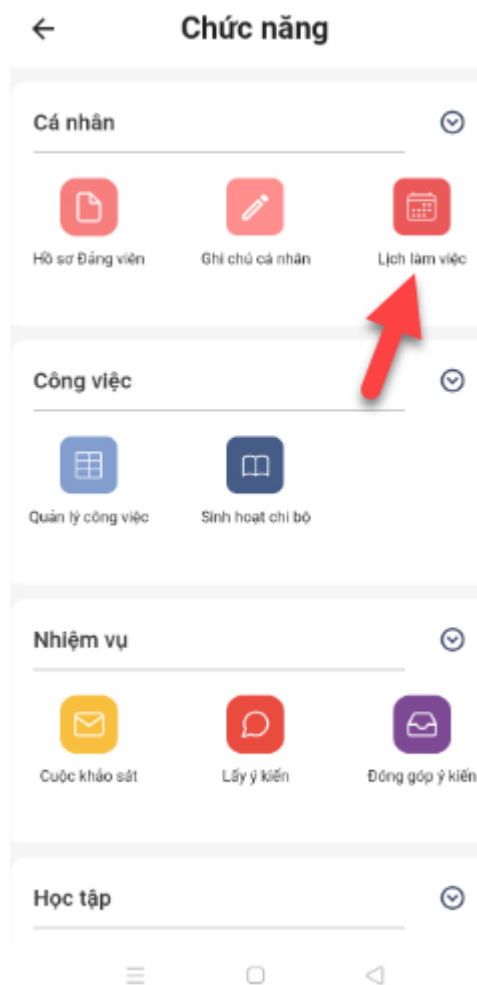 Chức năng
Cá nhân
Hồ sơ Đảng viên
Ghi chú cá nhân
Lịch làm việc
Công việc
Quản lý công việc
Sinh hoạt chi bộ
Nhiệm vụ
Cuộc khảo sát
Lấy ý kiến
Đóng góp ý kiến
Học tập